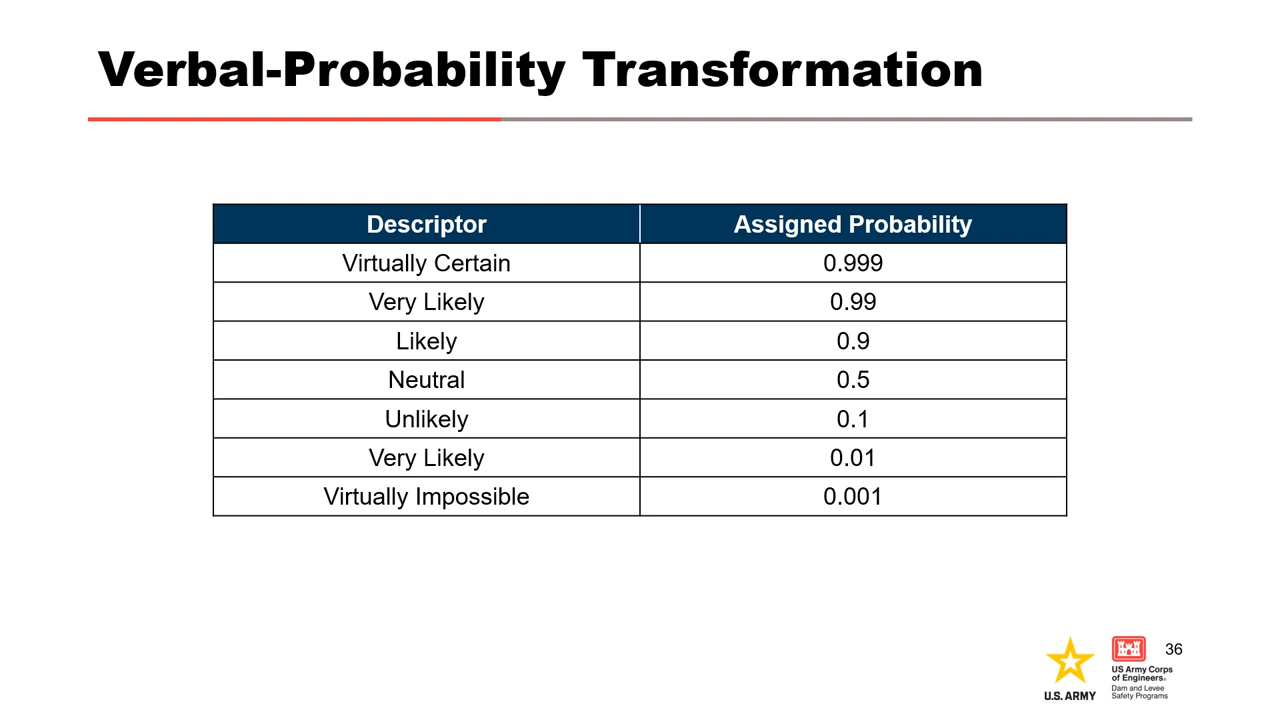 Verbal-Probability Transformation
Descriptor Assigned Probability
Virtually Certain 0.999
Very Likely 0.99
Likely 0.9
Neutral 0.5
Unlikely 0.1
Very Likely 0.01
Virtually Impossible 0.001
36
U.S. ARMY
US Army Corps
of Engineers®
Dam and Levee
Safety Programs